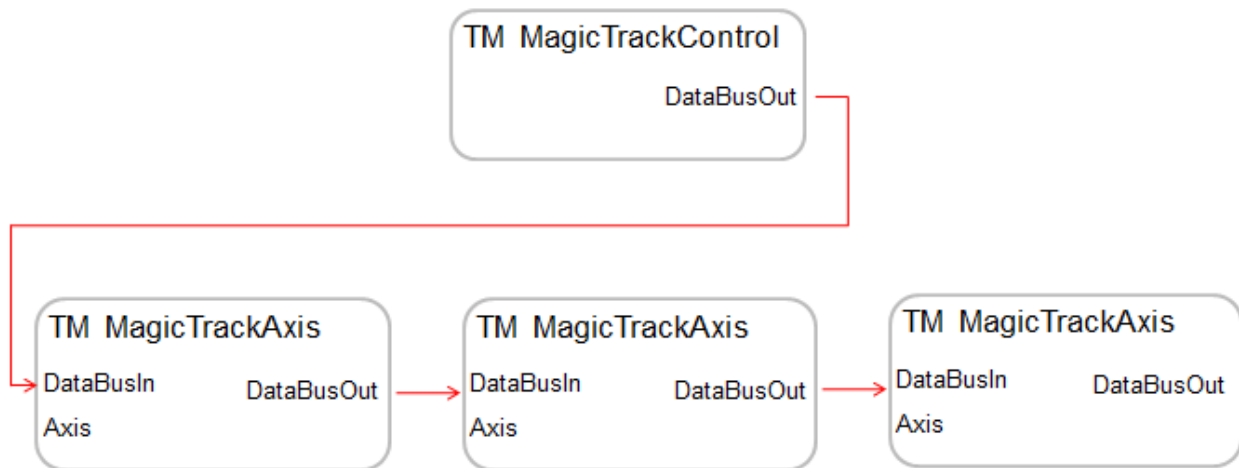 TM MagicTrackControl
DataBusOut
TM MagicTrackAxis
DataBusIn
DataBusOut
Axis
TM MagicTrackAxis
DataBusIn
DataBusOut
Axis
TM MagicTrackAxis
DataBusIn
DataBusOut
Axis